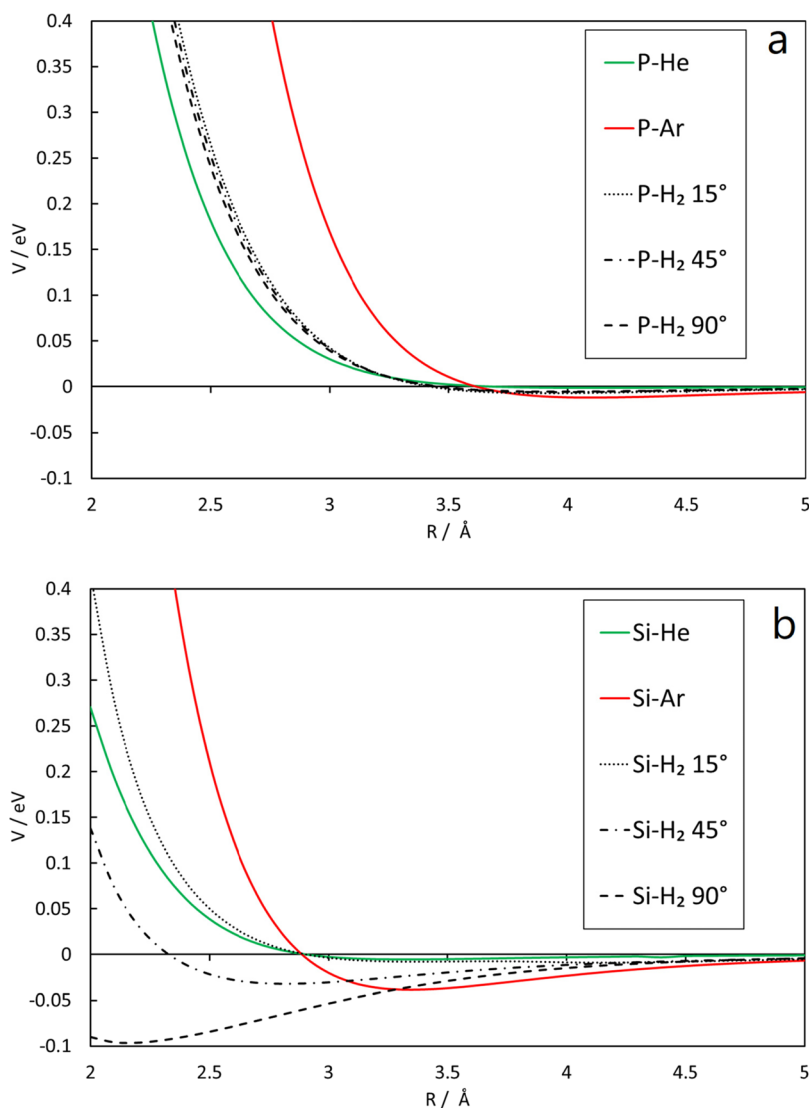 a
0.4
0.35
0.3
0.25
0.2
0.15
0.1
0.05
0
-0.05
-0.1
V / eV
2
2.5
3
3.5
4
4.5
5
R / Å
P-He
P-Ar
P-H₂ 15°
P-H₂ 45°
P-H₂ 90°
b
0.4
0.35
0.3
0.25
0.2
0.15
0.1
0.05
0
-0.05
-0.1
V / eV
2
2.5
3
3.5
4
4.5
5
R / Å
Si-He
Si-Ar
Si-H₂ 15°
Si-H₂ 45°
Si-H₂ 90°